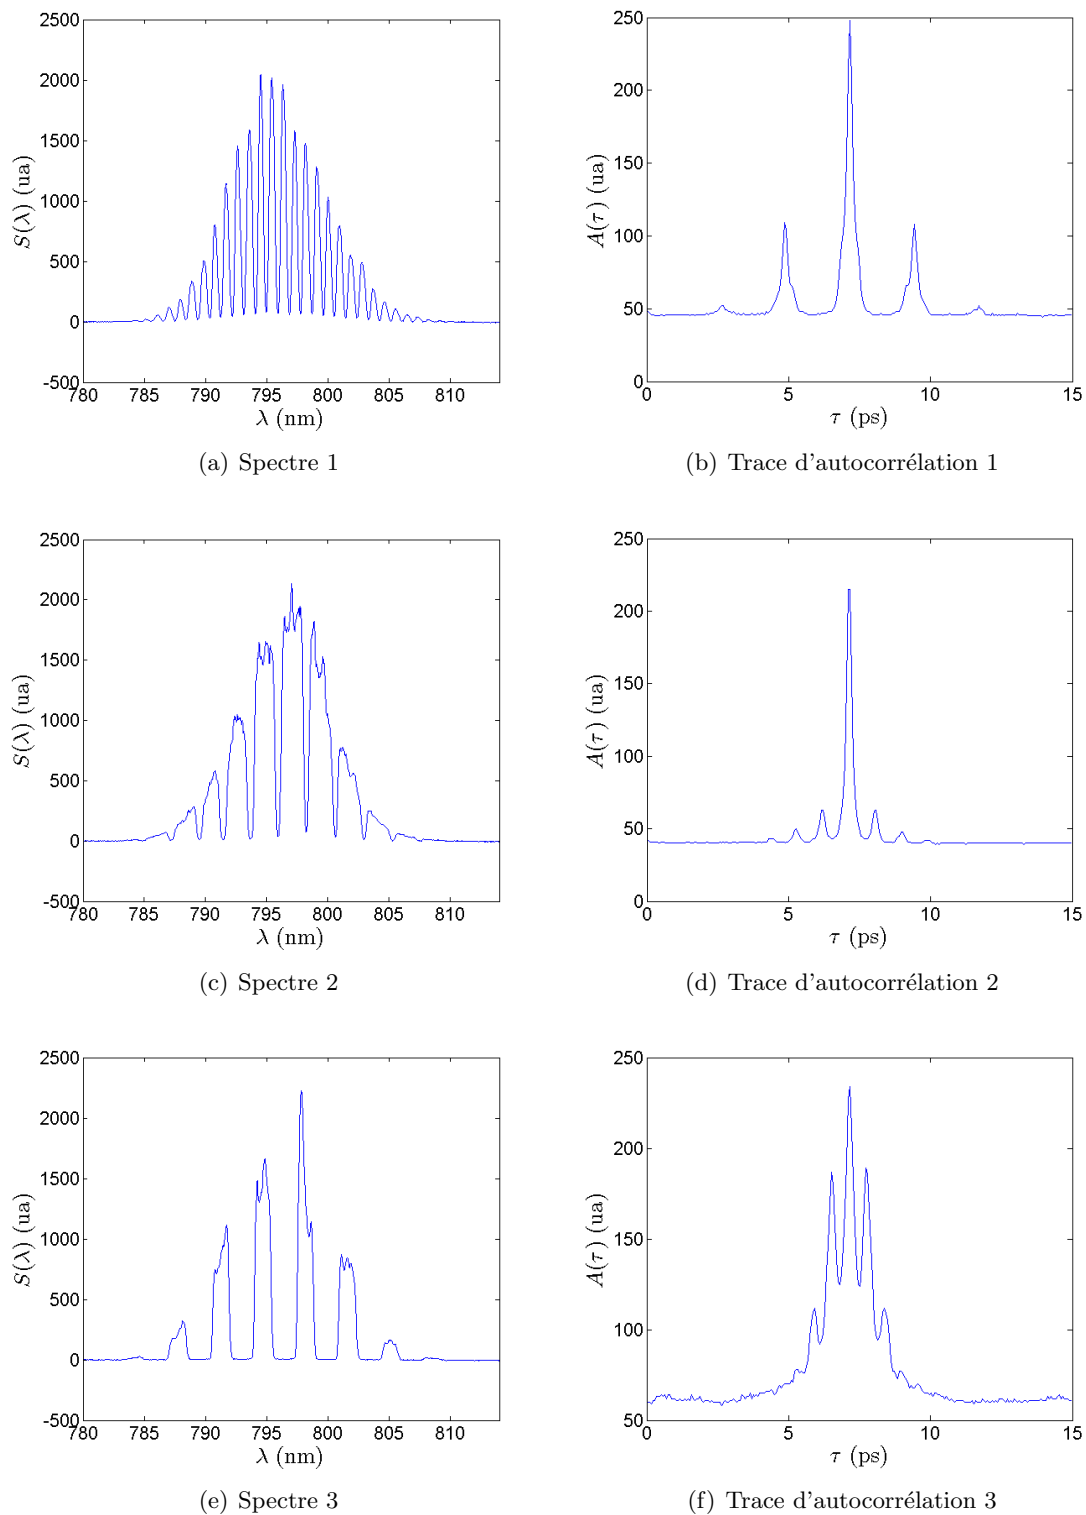 2500
2000
1500
1000
500
0
-500
780 785 790 795 800 805 810
S(λ) (ua)
λ (nm)
(a) Spectre 1
250
200
150
100
50
0
0 5 10 15
A(τ) (ua)
τ (ps)
(b) Trace d'autocorrélation 1
2500
2000
1500
1000
500
0
-500
780 785 790 795 800 805 810
S(λ) (ua)
λ (nm)
(c) Spectre 2
250
200
150
100
50
0
0 5 10 15
A(τ) (ua)
τ (ps)
(d) Trace d'autocorrélation 2
2500
2000
1500
1000
500
0
-500
780 785 790 795 800 805 810
S(λ) (ua)
λ (nm)
(e) Spectre 3
250
200
150
100
50
0 5 10 15
A(τ) (ua)
τ (ps)
(f) Trace d'autocorrélation 3